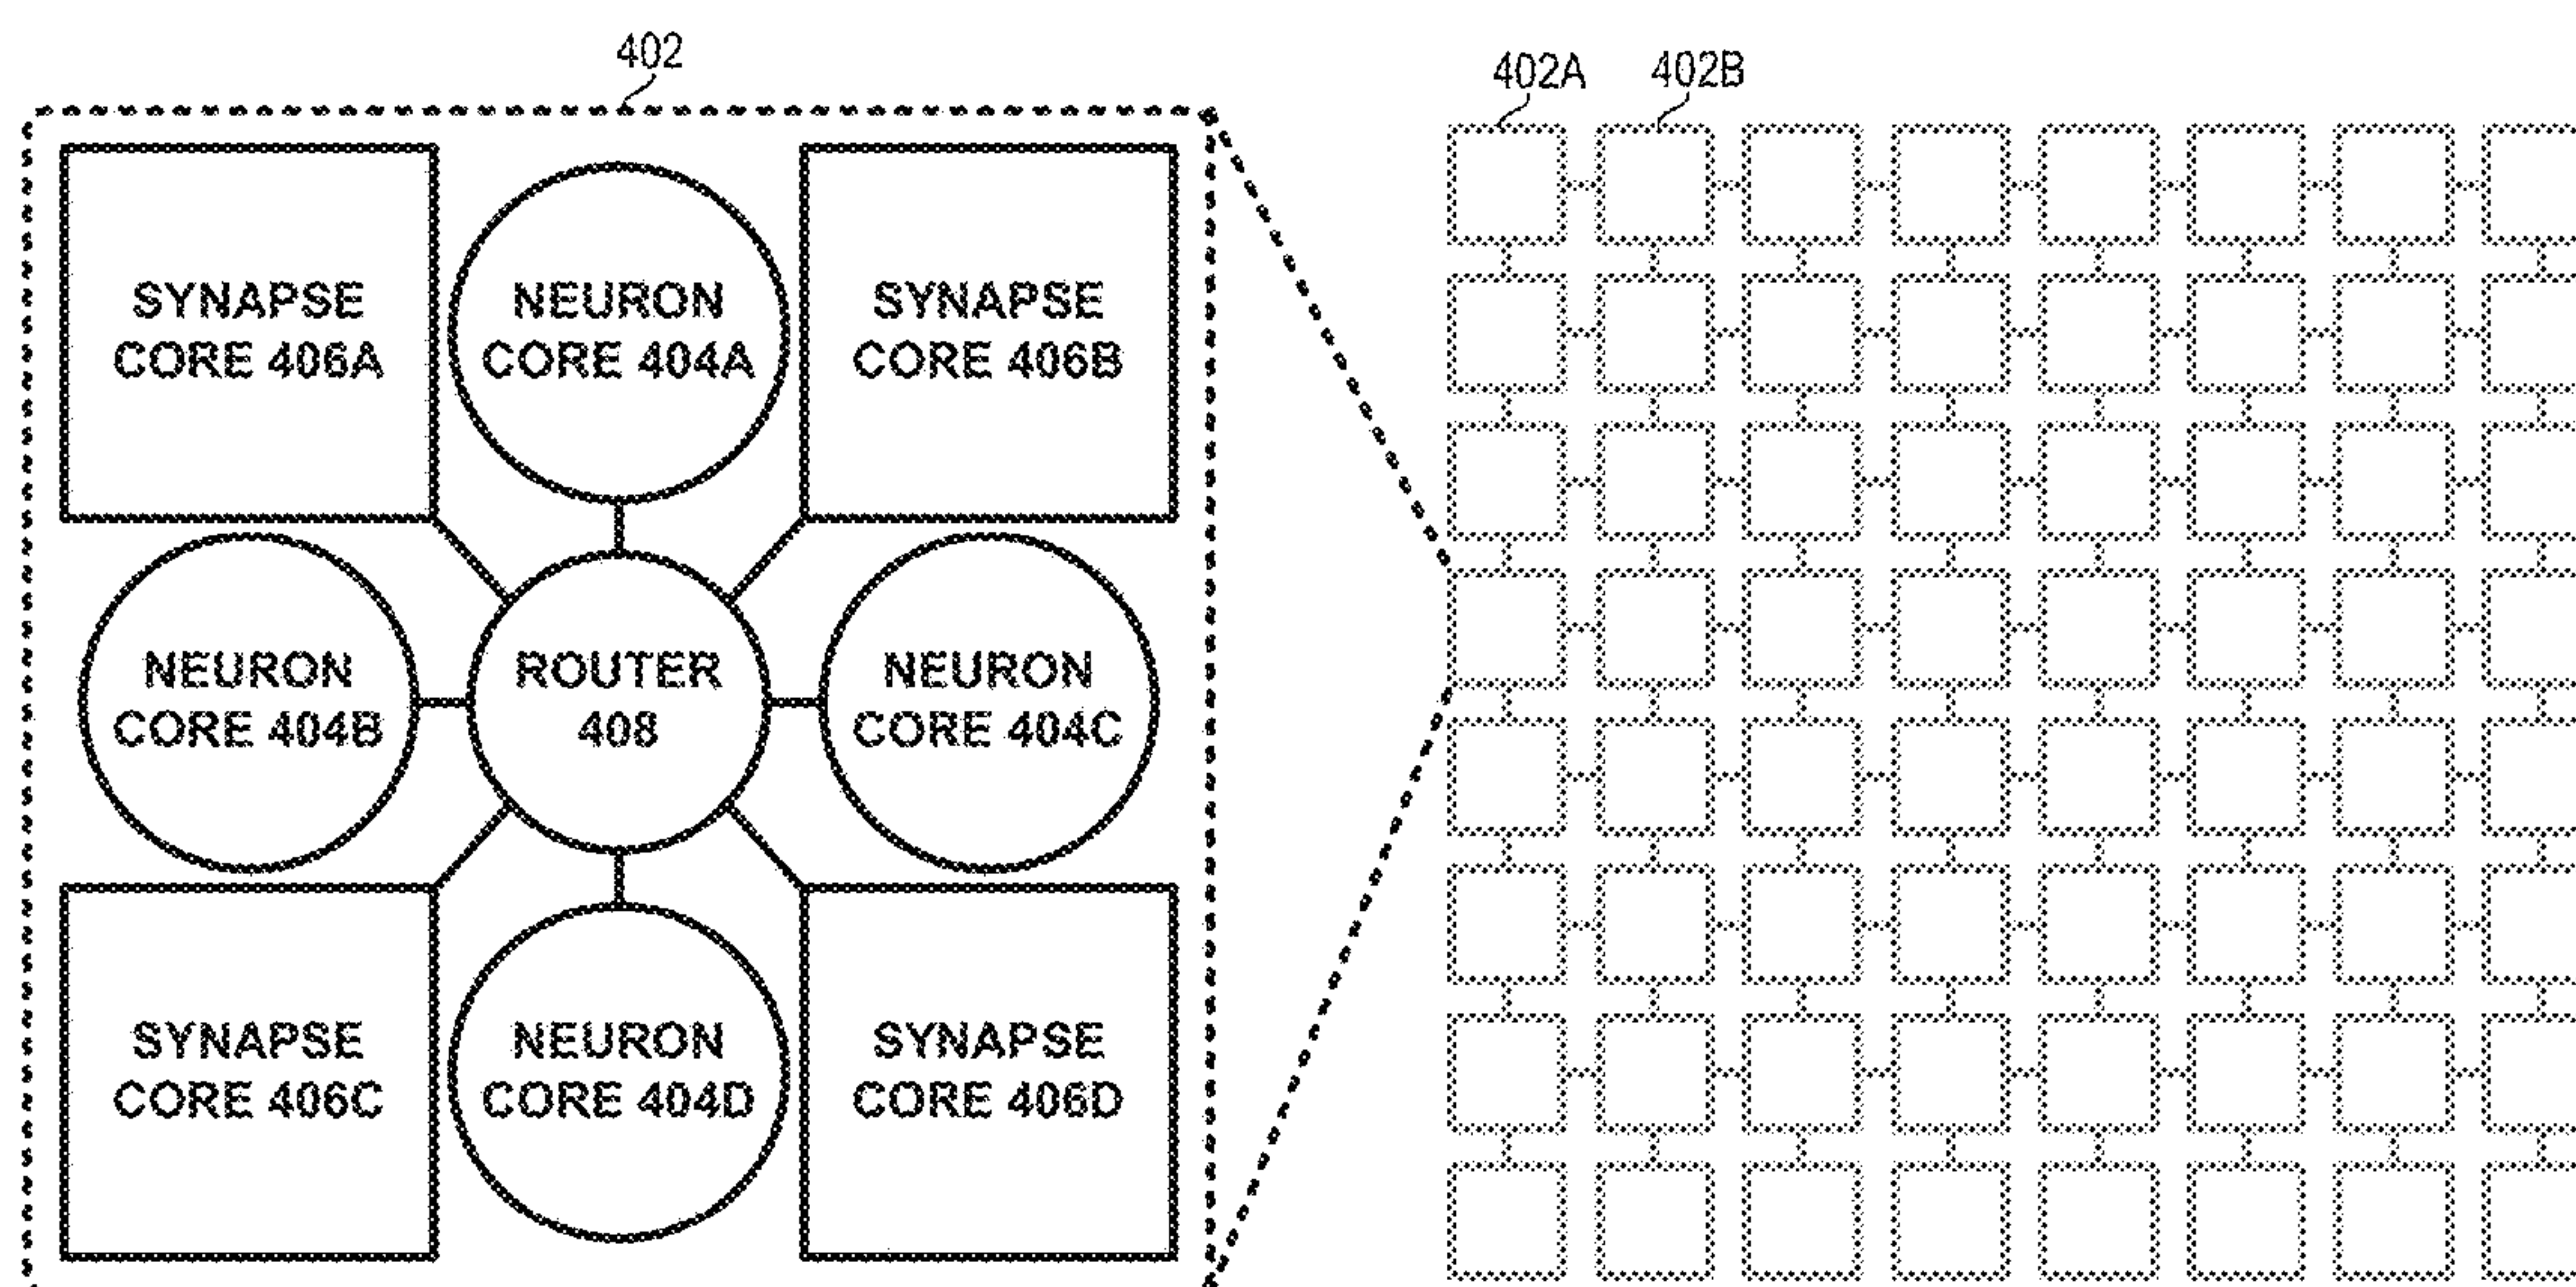 402
402A
402B
SYNAPSE
CORE 406A
NEURON
CORE 404A
SYNAPSE
CORE 406B
NEURON
CORE 404B
ROUTER
408
NEURON
CORE 404C
SYNAPSE
CORE 406C
NEURON
CORE 404D
SYNAPSE
CORE 406D